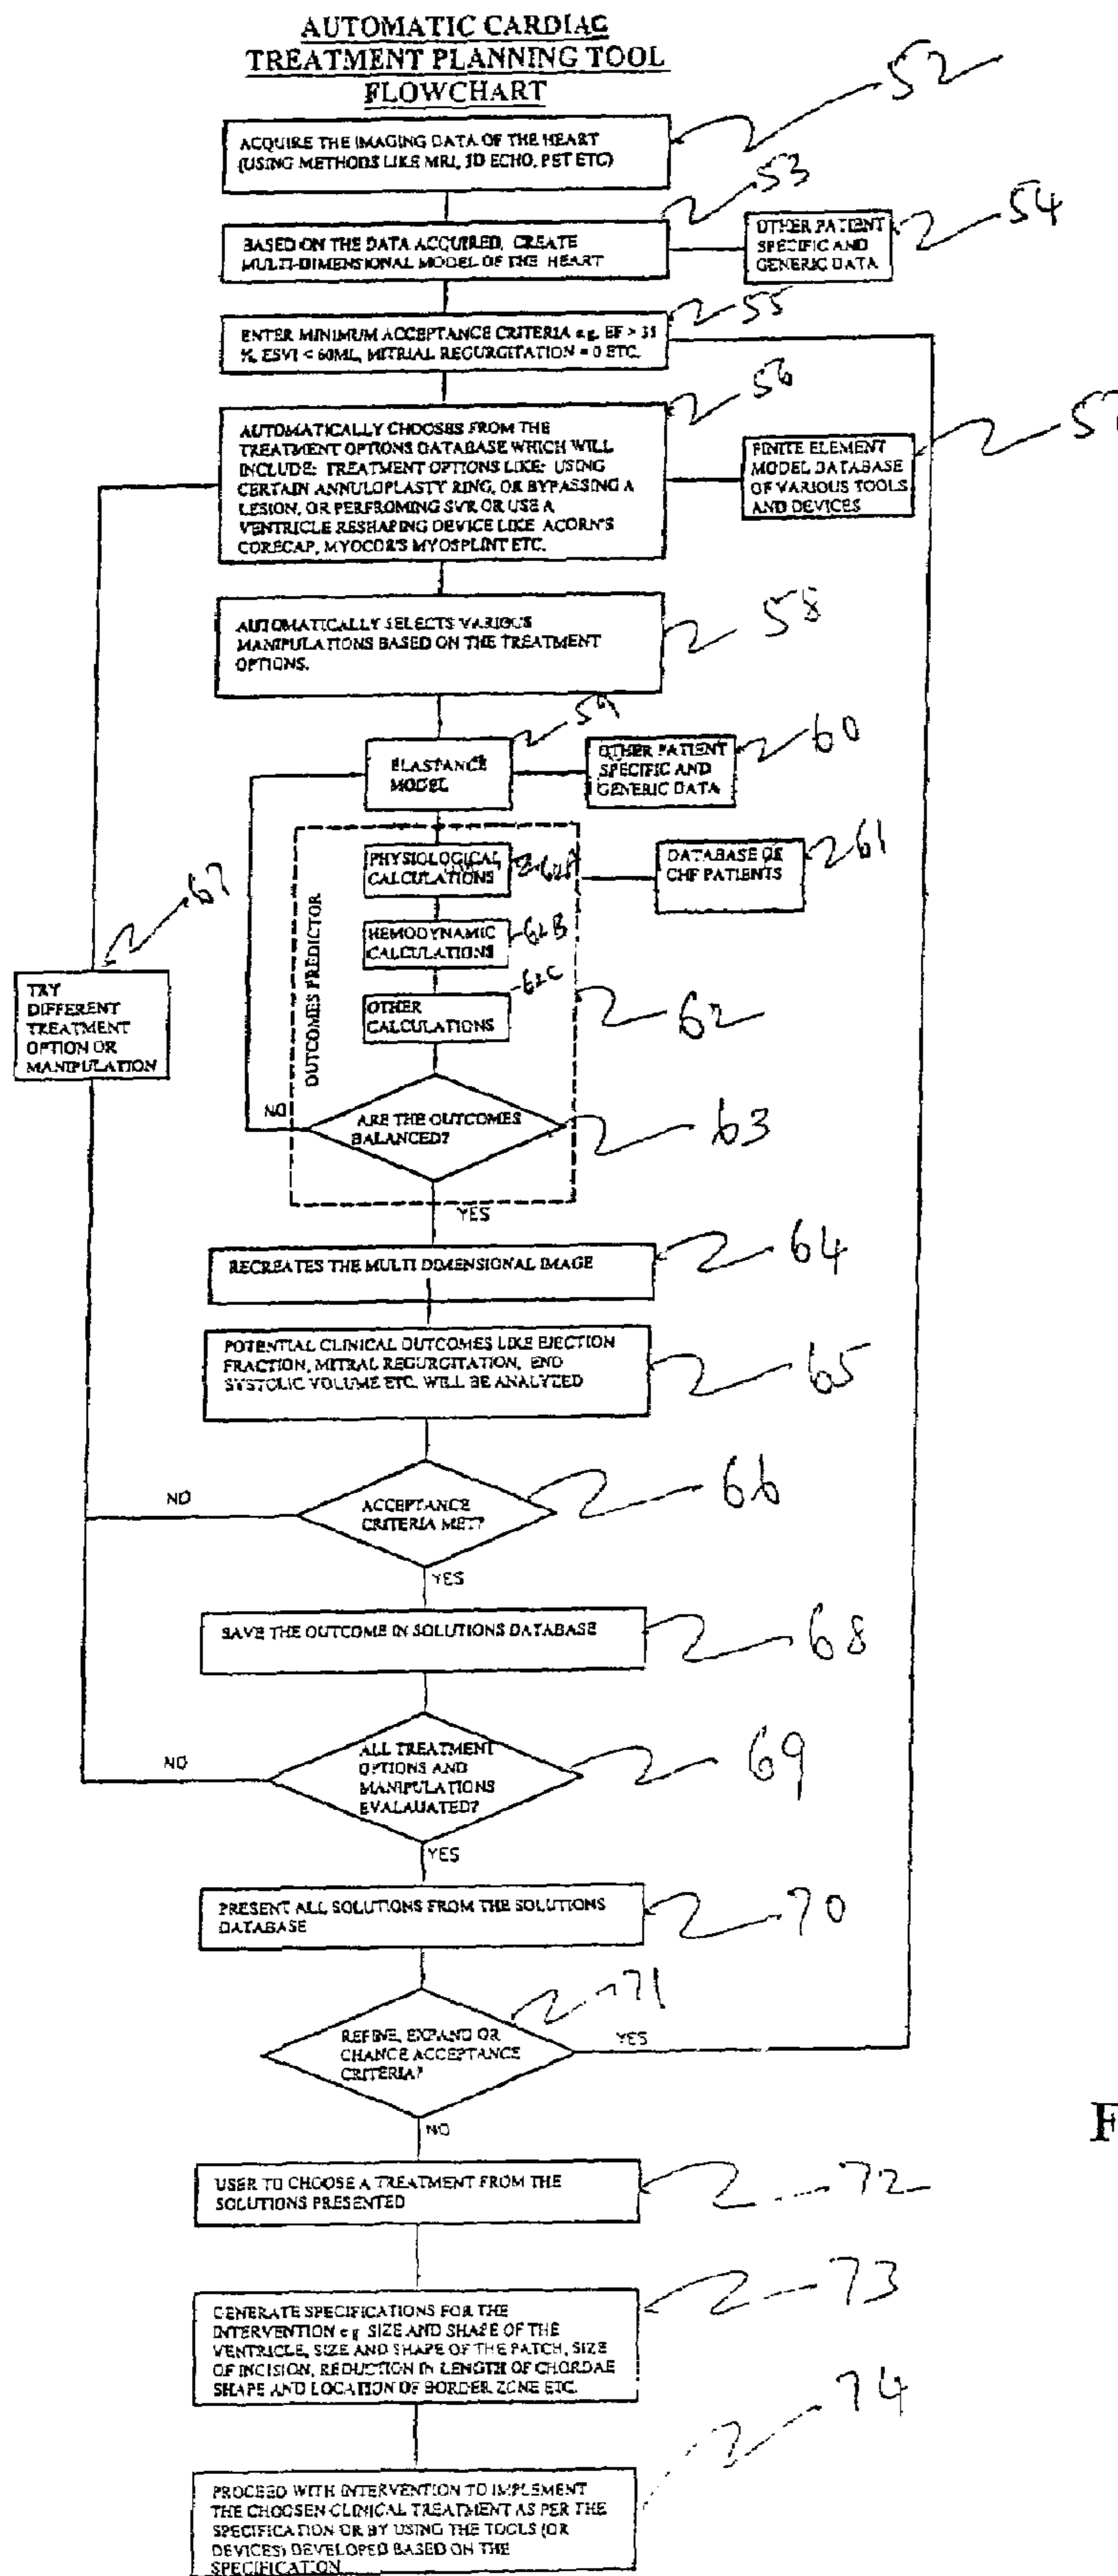 AUTOMATIC CARDIAC
TREATMENT PLANNING TOOL
FLOWCHART
52
ACQUIRE THE IMAGING DATA OF THE HEART
(USING METHODS LIKE MRI, 3D ECHO, PET ETC)
53
BASED ON THE DATA ACQUIRED, CREATE
MULTI-DIMENSIONAL MODEL OF THE HEART
OTHER PATIENT
SPECIFIC AND
GENERIC DATA
54
55
ENTER MINIMUM ACCEPTANCE CRITERIA e.g. EF > 35
%, ESVI < 60ML, MITRIAL REGURGITATION = 0 ETC.
56
AUTOMATICALLY CHOOSES FROM THE
TREATMENT OPTIONS DATABASE WHICH WILL
INCLUDE: TREATMENT OPTIONS LIKE: USING
CERTAIN ANNULOPLASTY RING, OR BYPASSING A
LESION, OR PERFROMING SVR OR USE A
VENTRICLE RESHAPING DEVICE LIKE ACORN'S
CORECAP, MYOCOR'S MYOSPLINT ETC.
FINITE ELEMENT
MODEL DATABASE
OF VARIOUS TOOLS
AND DEVICES
57
AUTOMATICALLY SELECTS VARIOUS
MANIPULATIONS BASED ON THE TREATMENT
OPTIONS.
58
59
ELASTANCE
MODEL
OTHER PATIENT
SPECIFIC AND
GENERIC DATA
60
OUTCOMES PREDICTOR
PHYSIOLOGICAL
CALCULATIONS
62A
DATABASE OF
CHF PATIENTS
61
HEMODYNAMIC
CALCULATIONS
62B
OTHER
CALCULATIONS
62C
62
67
TRY
DIFFERENT
TREATMENT
OPTION OR
MANIPULATION
NO
ARE THE OUTCOMES
BALANCED?
63
YES
RECREATES THE MULTI DIMENSIONAL IMAGE
64
POTENTIAL CLINICAL OUTCOMES LIKE EJECTION
FRACTION, MITRAL REGURGITATION, END
SYSTOLIC VOLUME ETC. WILL BE ANALYZED
65
NO
ACCEPTANCE
CRITERIA MET?
66
YES
SAVE THE OUTCOME IN SOLUTIONS DATABASE
68
NO
ALL TREATMENT
OPTIONS AND
MANIPULATIONS
EVALAUATED?
69
YES
PRESENT ALL SOLUTIONS FROM THE SOLUTIONS
DATABASE
70
71
REFINE, EXPAND OR
CHANCE ACCEPTANCE
CRITERIA?
YES
NO
F
USER TO CHOOSE A TREATMENT FROM THE
SOLUTIONS PRESENTED
72
GENERATE SPECIFICATIONS FOR THE
INTERVENTION e g SIZE AND SHAPE OF THE
VENTRICLE, SIZE AND SHAPE OF THE PATCH, SIZE
OF INCISION, REDUCTION IN LENGTH OF CHORDAE
SHAPE AND LOCATION OF BORDER ZONE ETC.
73
PROCEED WITH INTERVENTION TO IMPLEMENT
THE CHOOSEN CLINICAL TREATMENT AS PER THE
SPECIFICATION OR BY USING THE TOOLS (OR
DEVICES) DEVELOPED BASED ON THE
SPECIFICATION
74